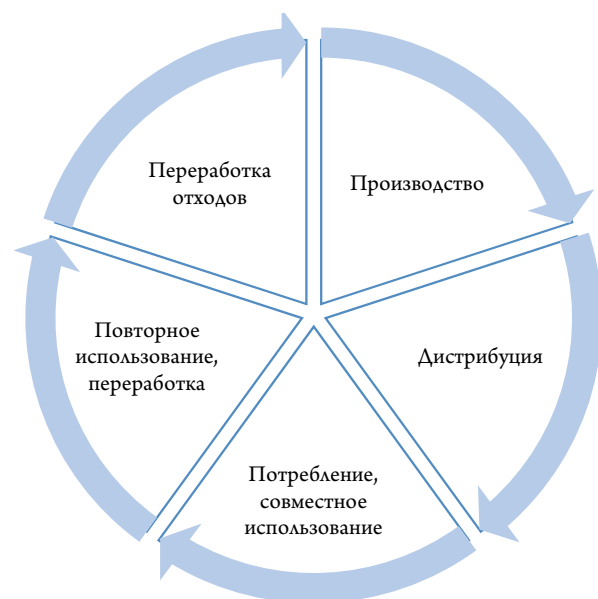 Переработка
отходов
Производство
Дистрибуция
Потребление,
совместное
использование
Повторное
использование,
переработка